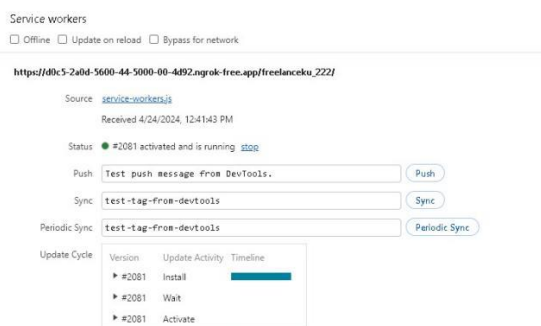 Service workers
Offline Update on reload Bypass for network
https://d0c5-2a0d-5600-44-5000-00-4d92.ngrok-free.app/freelanceku_222/
Source service-workers.js
Received 4/24/2024, 12:41:43 PM
Status #2081 activated and is running stop
Push Test push message from DevTools. Push
Sync test-tag-from-devtools Sync
Periodic Sync test-tag-from-devtools Periodic Sync
Update Cycle Version Update Activity Timeline
#2081 Install
#2081 Wait
#2081 Activate